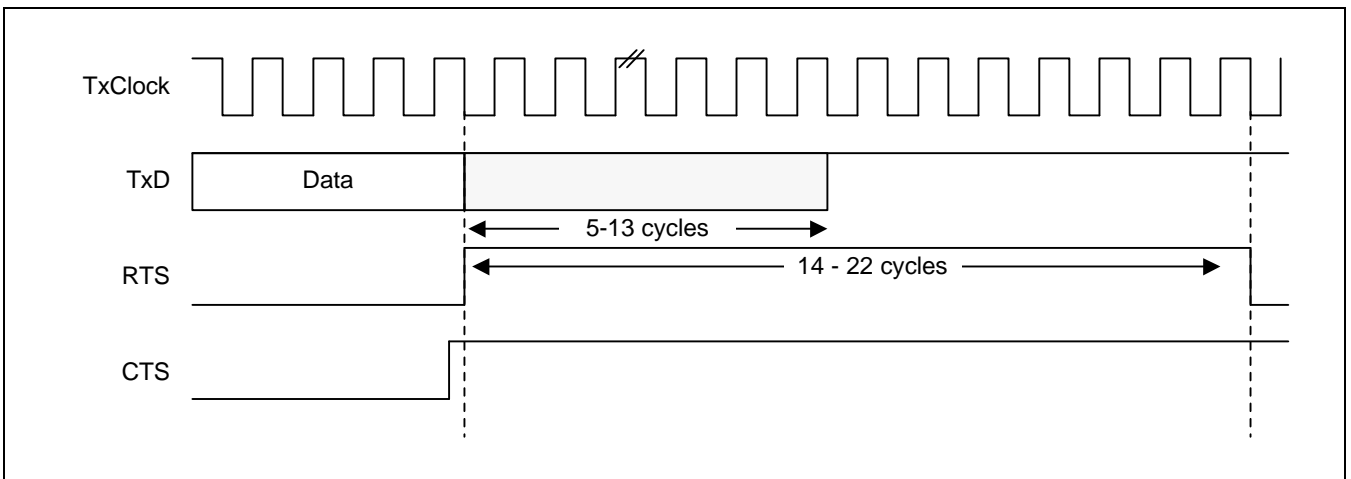 TxClock
TxD
Data
5-13 cycles
RTS
14 - 22 cycles
CTS